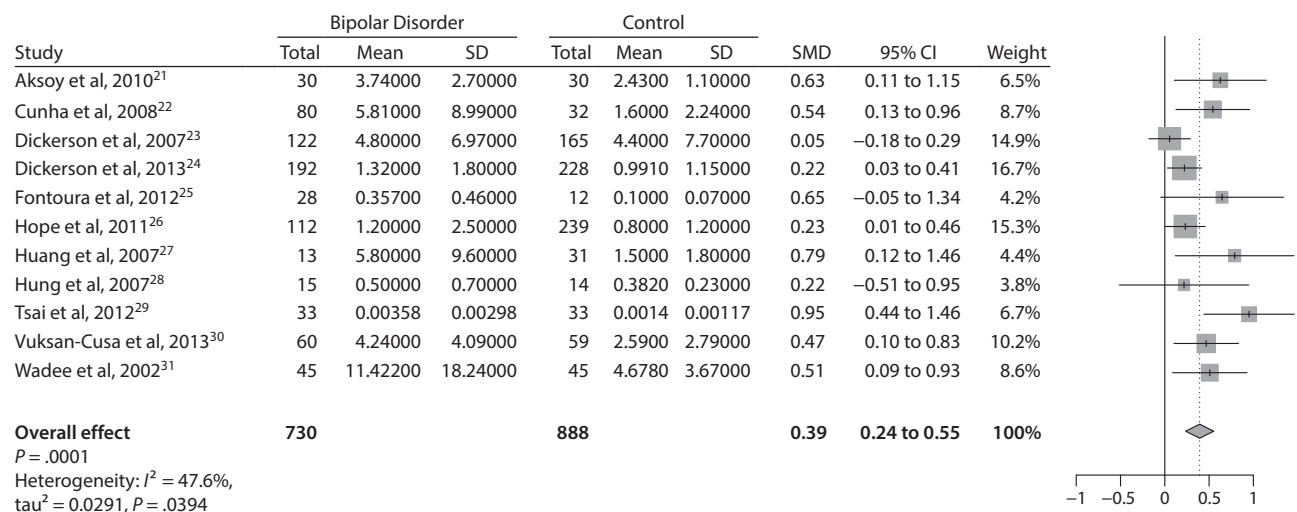 Bipolar Disorder Control
Study Total Mean SD Total Mean SD SMD 95% CI Weight
Aksoy et al, 2010²¹ 30 3.74000 2.70000 30 2.4300 1.10000 0.63 0.11 to 1.15 6.5%
Cunha et al, 2008²² 80 5.81000 8.99000 32 1.6000 2.24000 0.54 0.13 to 0.96 8.7%
Dickerson et al, 2007²³ 122 4.80000 6.97000 165 4.4000 7.70000 0.05 −0.18 to 0.29 14.9%
Dickerson et al, 2013²⁴ 192 1.32000 1.80000 228 0.9910 1.15000 0.22 0.03 to 0.41 16.7%
Fontoura et al, 2012²⁵ 28 0.35700 0.46000 12 0.1000 0.07000 0.65 −0.05 to 1.34 4.2%
Hope et al, 2011²⁶ 112 1.20000 2.50000 239 0.8000 1.20000 0.23 0.01 to 0.46 15.3%
Huang et al, 2007²⁷ 13 5.80000 9.60000 31 1.5000 1.80000 0.79 0.12 to 1.46 4.4%
Hung et al, 2007²⁸ 15 0.50000 0.70000 14 0.3820 0.23000 0.22 −0.51 to 0.95 3.8%
Tsai et al, 2012²⁹ 33 0.00358 0.00298 33 0.0014 0.00117 0.95 0.44 to 1.46 6.7%
Vuksan-Cusa et al, 2013³⁰ 60 4.24000 4.09000 59 2.5900 2.79000 0.47 0.10 to 0.83 10.2%
Wadee et al, 2002³¹ 45 11.42200 18.24000 45 4.6780 3.67000 0.51 0.09 to 0.93 8.6%
Overall effect 730 888 0.39 0.24 to 0.55 100%
P = .0001
Heterogeneity: I² = 47.6%,
tau² = 0.0291, P = .0394
−1 −0.5 0 0.5 1